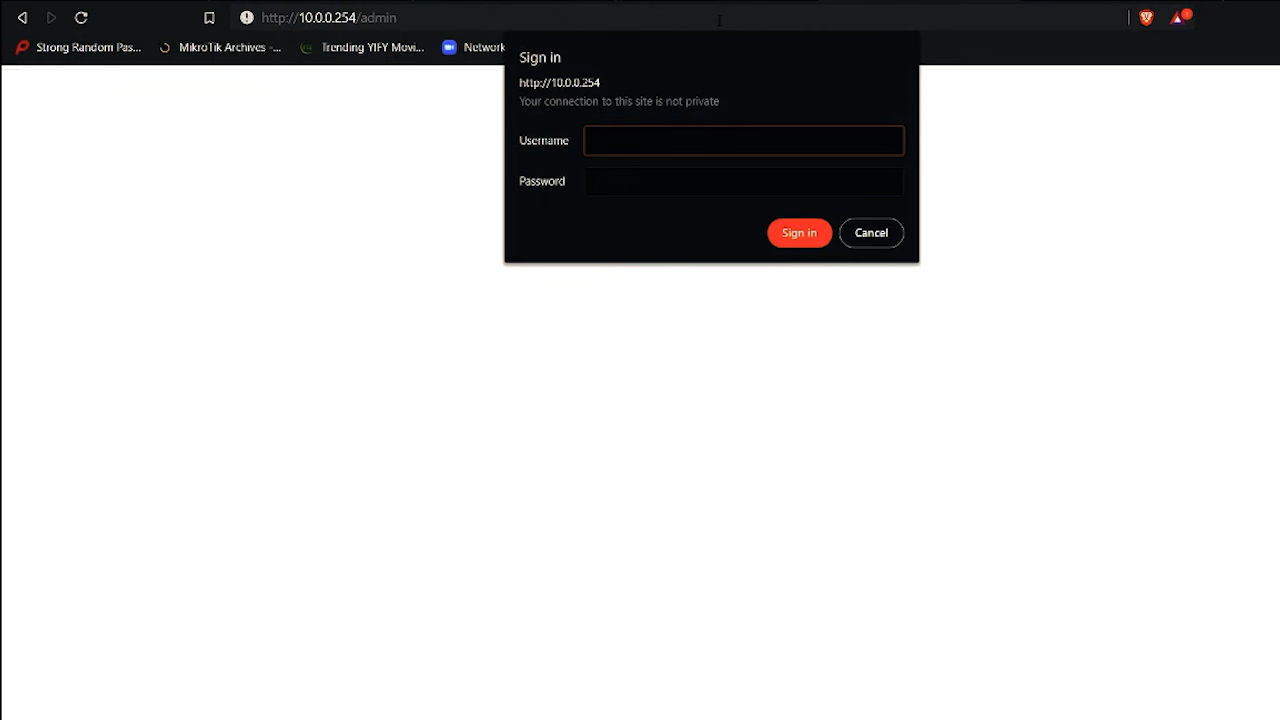 http://10.0.0.254/admin
Strong Random Pas... MikroTik Archives -... Trending YIFY Movi... Network
Sign in
http://10.0.0.254
Your connection to this site is not private
Username
Password
Sign in Cancel